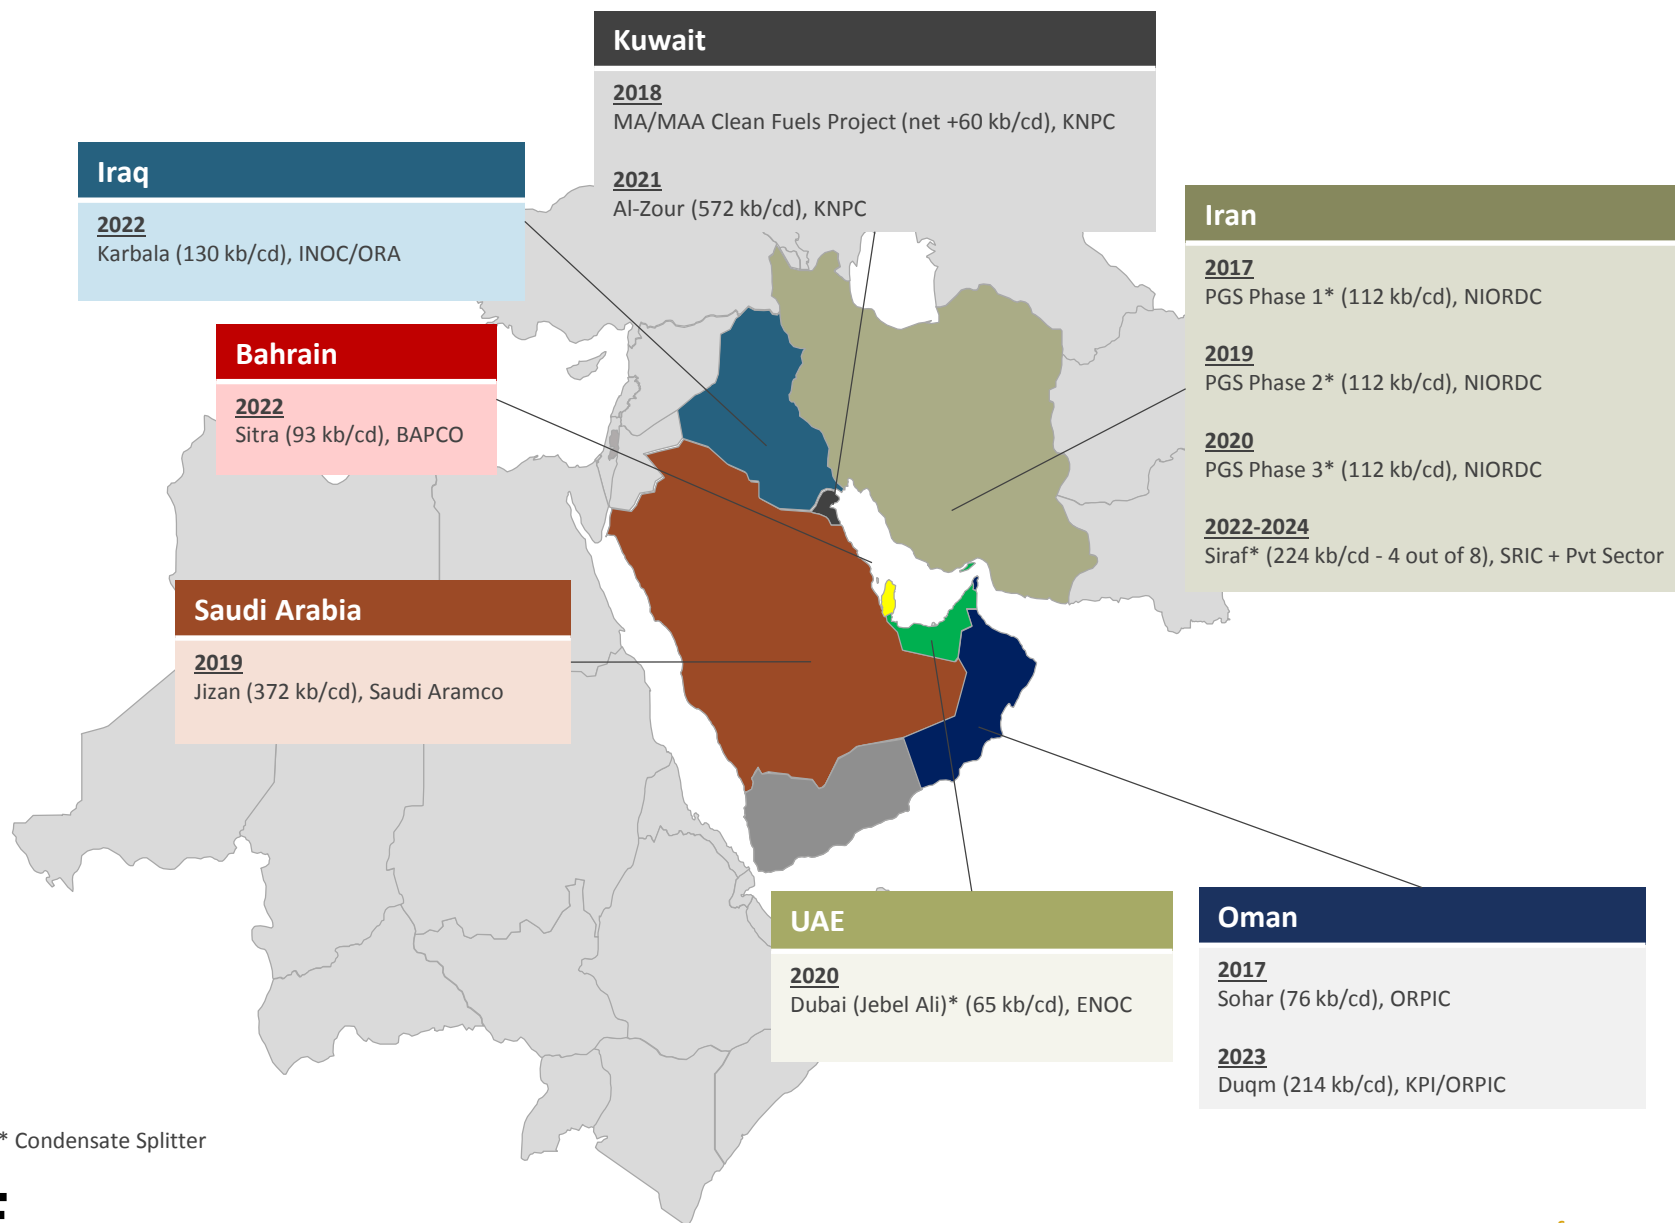 Kuwait
2018
MA/MAA Clean Fuels Project (net +60 kb/cd), KNPC
2021
Al-Zour (572 kb/cd), KNPC
Iraq
2022
Karbala (130 kb/cd), INOC/ORA
Iran
2017
PGS Phase 1* (112 kb/cd), NIORDC
2019
PGS Phase 2* (112 kb/cd), NIORDC
2020
PGS Phase 3* (112 kb/cd), NIORDC
2022-2024
Siraf* (224 kb/cd - 4 out of 8), SRIC + Pvt Sector
Bahrain
2022
Sitra (93 kb/cd), BAPCO
Saudi Arabia
2019
Jizan (372 kb/cd), Saudi Aramco
UAE
2020
Dubai (Jebel Ali)* (65 kb/cd), ENOC
Oman
2017
Sohar (76 kb/cd), ORPIC
2023
Duqm (214 kb/cd), KPI/ORPIC
* Condensate Splitter